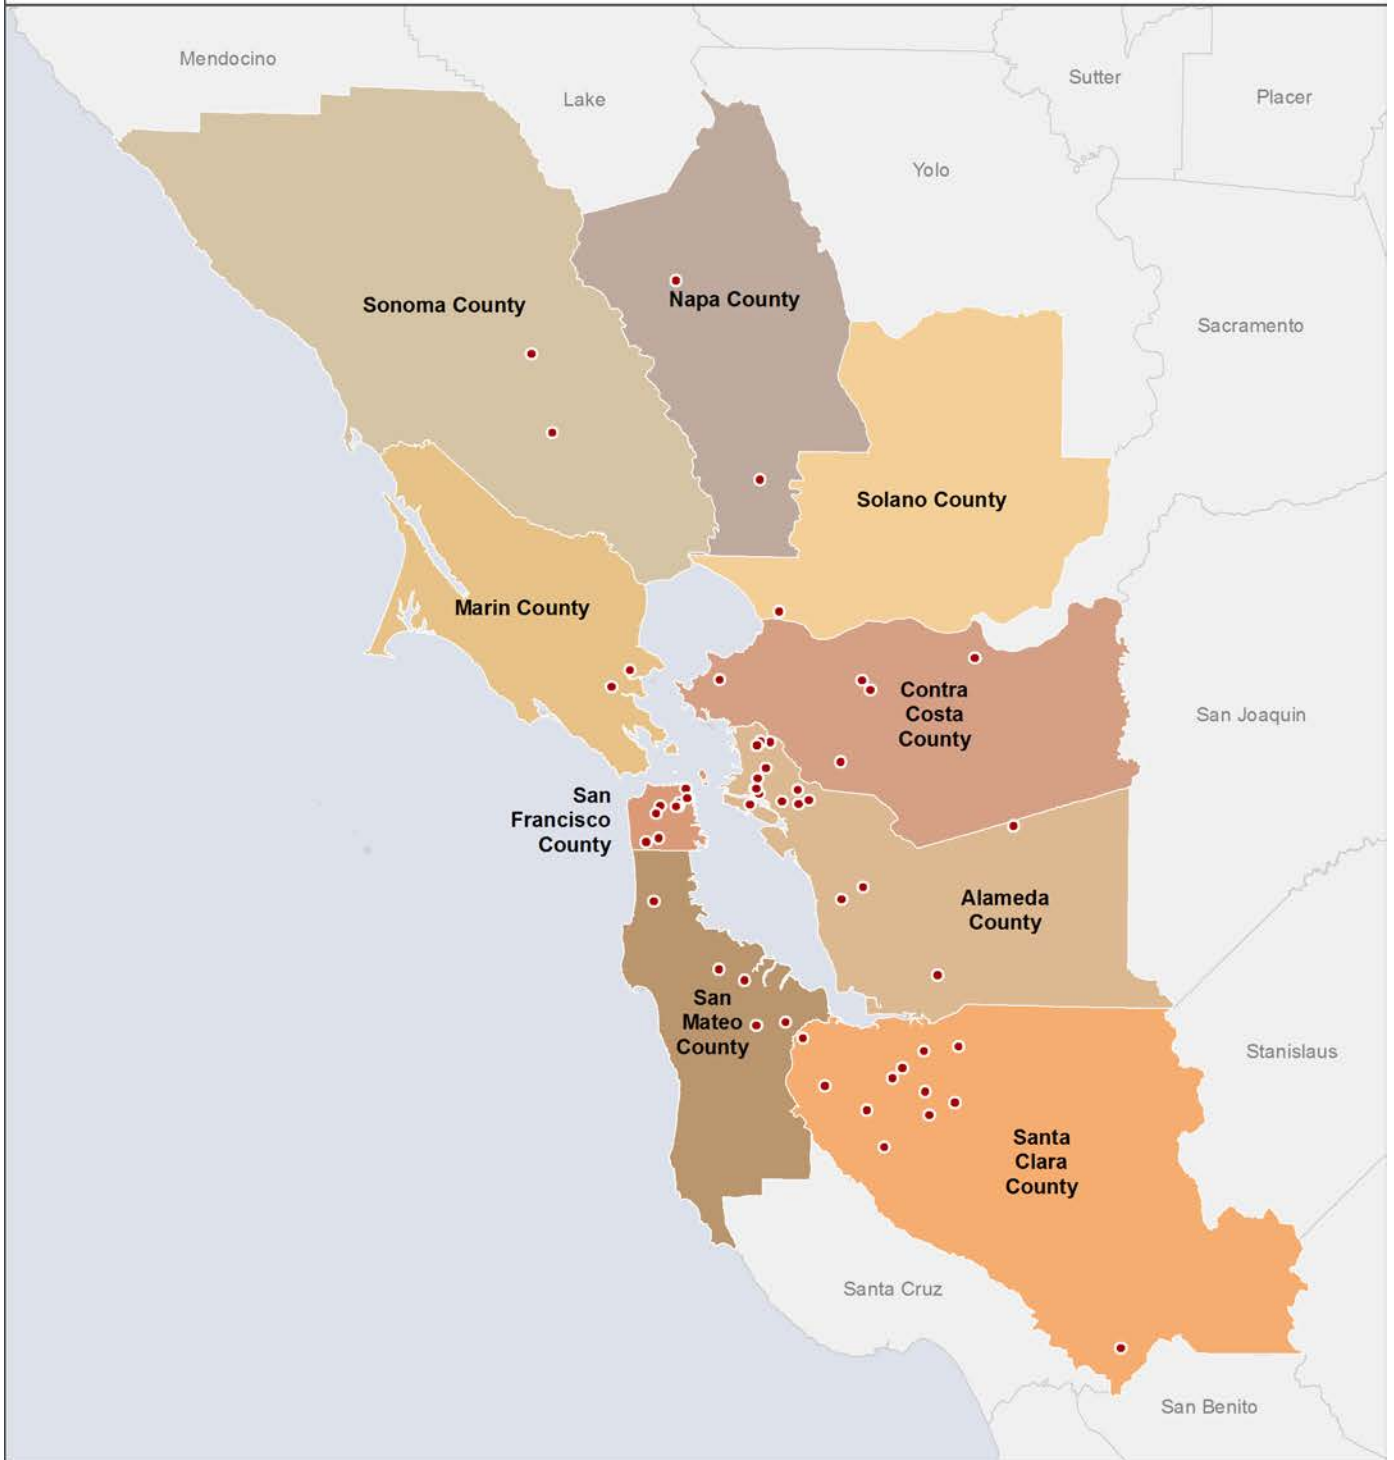 Mendocino
Lake
Sutter
Placer
Yolo
Sonoma County
Napa County
Sacramento
Solano County
Marin County
Contra
Costa
County
San Joaquin
San
Francisco
County
Alameda
County
San
Mateo
County
Stanislaus
Santa
Clara
County
Santa Cruz
San Benito